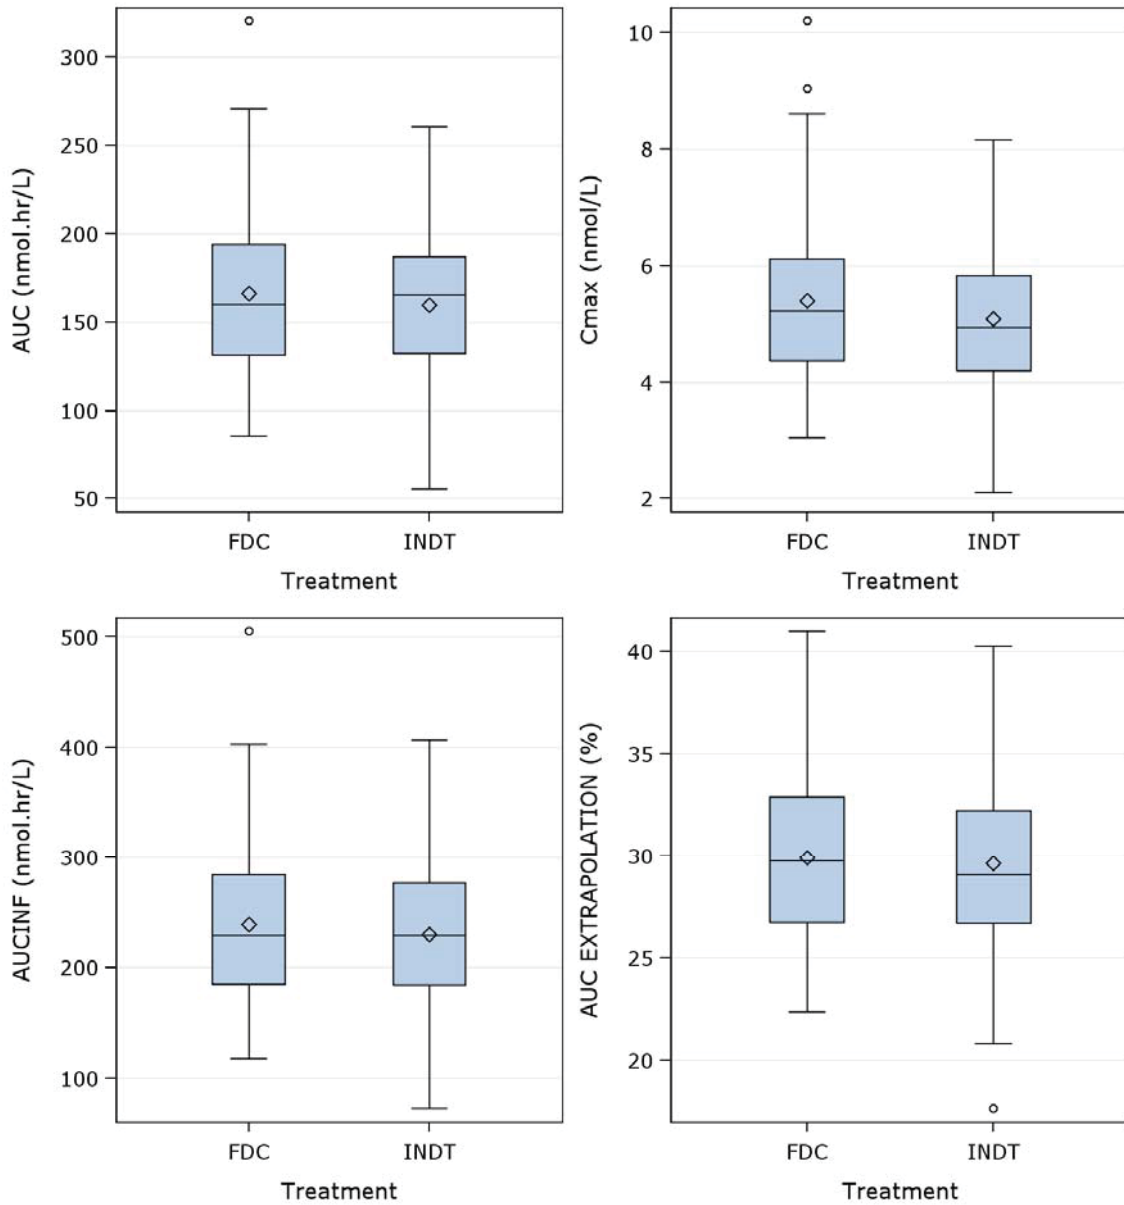 AUC (nmol.hr/L)
300
250
200
150
100
50
FDC INDT
Treatment
Cmax (nmol/L)
10
8
6
4
2
FDC INDT
Treatment
AUCINF (nmol.hr/L)
500
400
300
200
100
FDC INDT
Treatment
AUC EXTRAPOLATION (%)
40
35
30
25
20
FDC INDT
Treatment